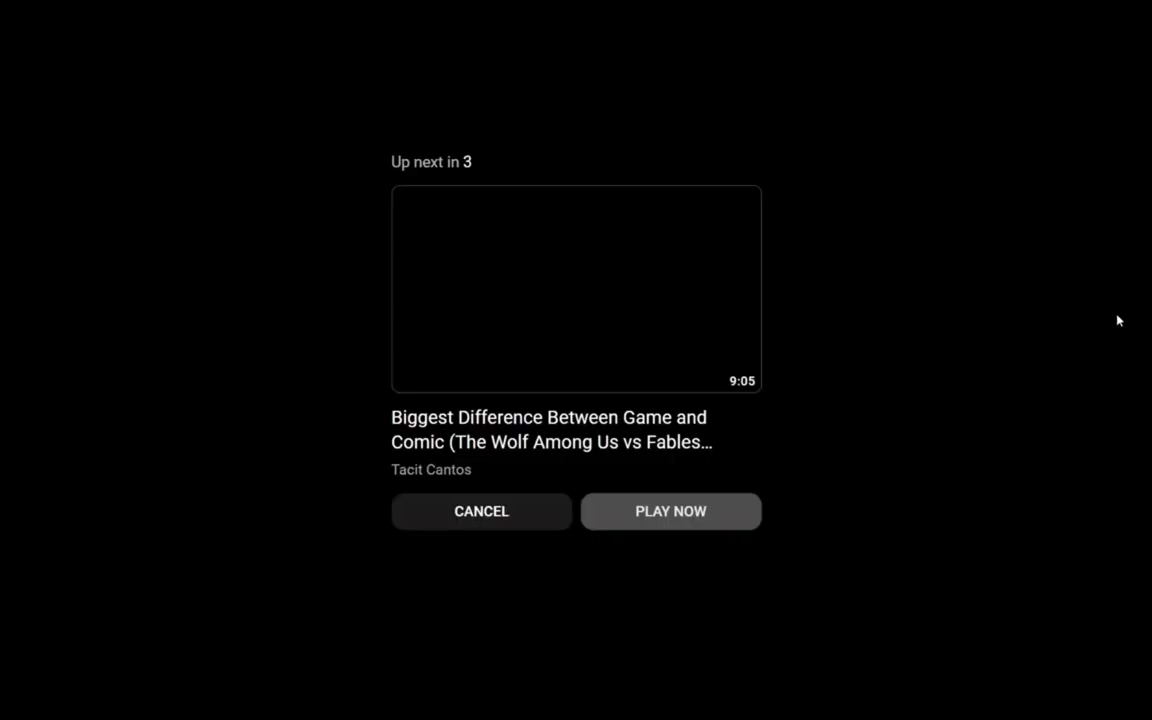 Up next in 3
9:05
Biggest Difference Between Game and
Comic (The Wolf Among Us vs Fables...
Tacit Cantos
CANCEL
PLAY NOW